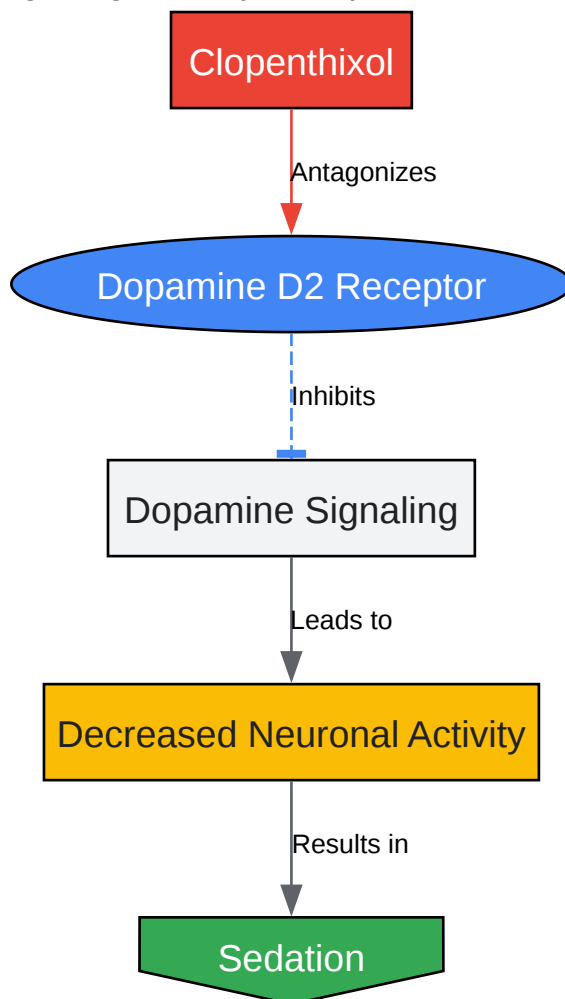 Clopenthixol
Antagonizes
Dopamine D2 Receptor
Inhibits
Dopamine Signaling
Leads to
Decreased Neuronal Activity
Results in
Sedation